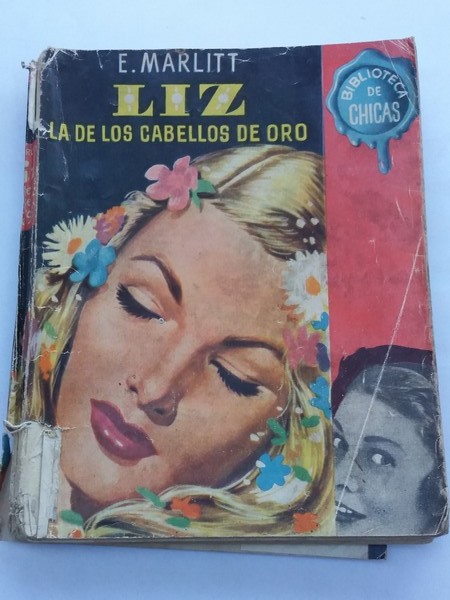 E. MARLITT
LIZ
LA DE LOS CABELLOS DE ORO
BIBLIOTECA
DE
CHICAS